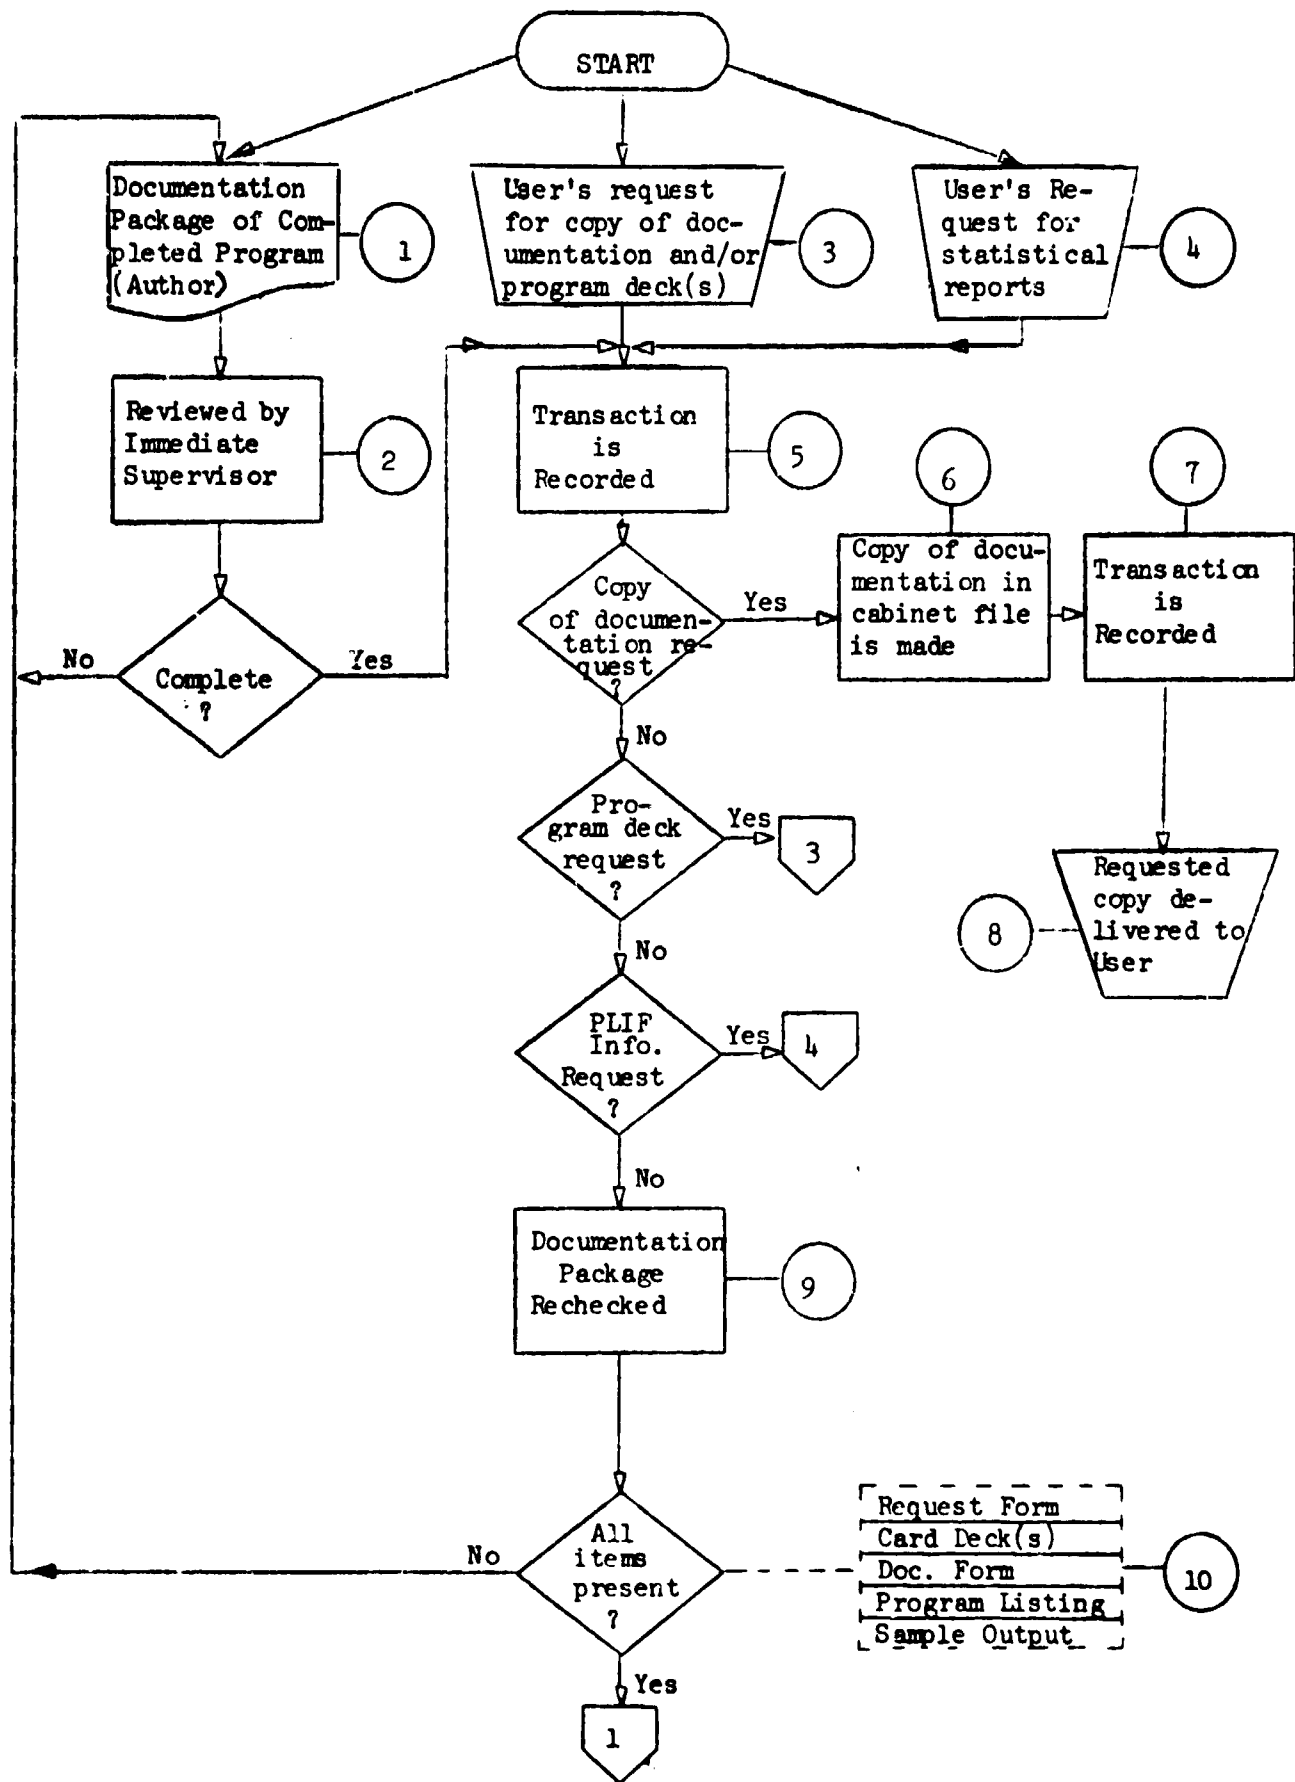 START
Documentation
Package of Com-
pleted Program
(Author)
1
User's request
for copy of doc-
umentation and/or
program deck(s)
3
User's Re-
quest for
statistical
reports
4
Reviewed by
Immediate
Supervisor
2
Transaction
is
Recorded
5
6
7
Copy of docu-
mentation in
cabinet file
is made
Transaction
is
Recorded
Copy
of documen-
tation re-
quest
?
Yes
No
Complete
?
Yes
No
Pro-
gram deck
request
?
Yes
3
Requested
copy de-
livered to
User
8
No
PLIF
Info.
Request
?
Yes
4
No
Documentation
Package
Rechecked
9
All
items
present
?
No
Request Form
Card Deck(s)
Doc. Form
Program Listing
Sample Output
10
Yes
1